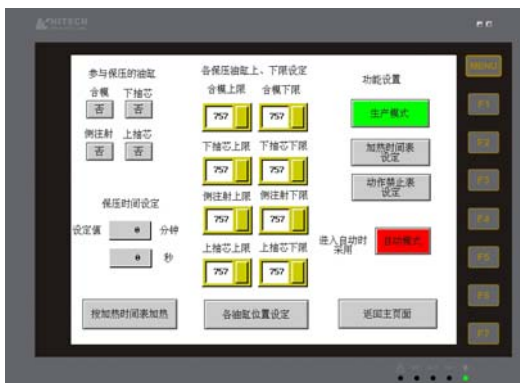 HITECH
参与保压的油缸
合模 下抽芯
否 否
侧注射 上抽芯
否 否
保压时间设定
设定值 0 分钟
0 秒
按加热时间表加热
各保压油缸上、下限设定
合模上限 合模下限
757 757
下抽芯上限 下抽芯下限
757 757
侧注射上限 侧注射下限
757 757
上抽芯上限 上抽芯下限
757 757
各油缸位置设定
功能设置
生产模式
加热时间表
设定
动作禁止表
设定
进入自动时
采用
自动模式
返回主页面
MENU
F1
F2
F3
F4
F5
F6
F7